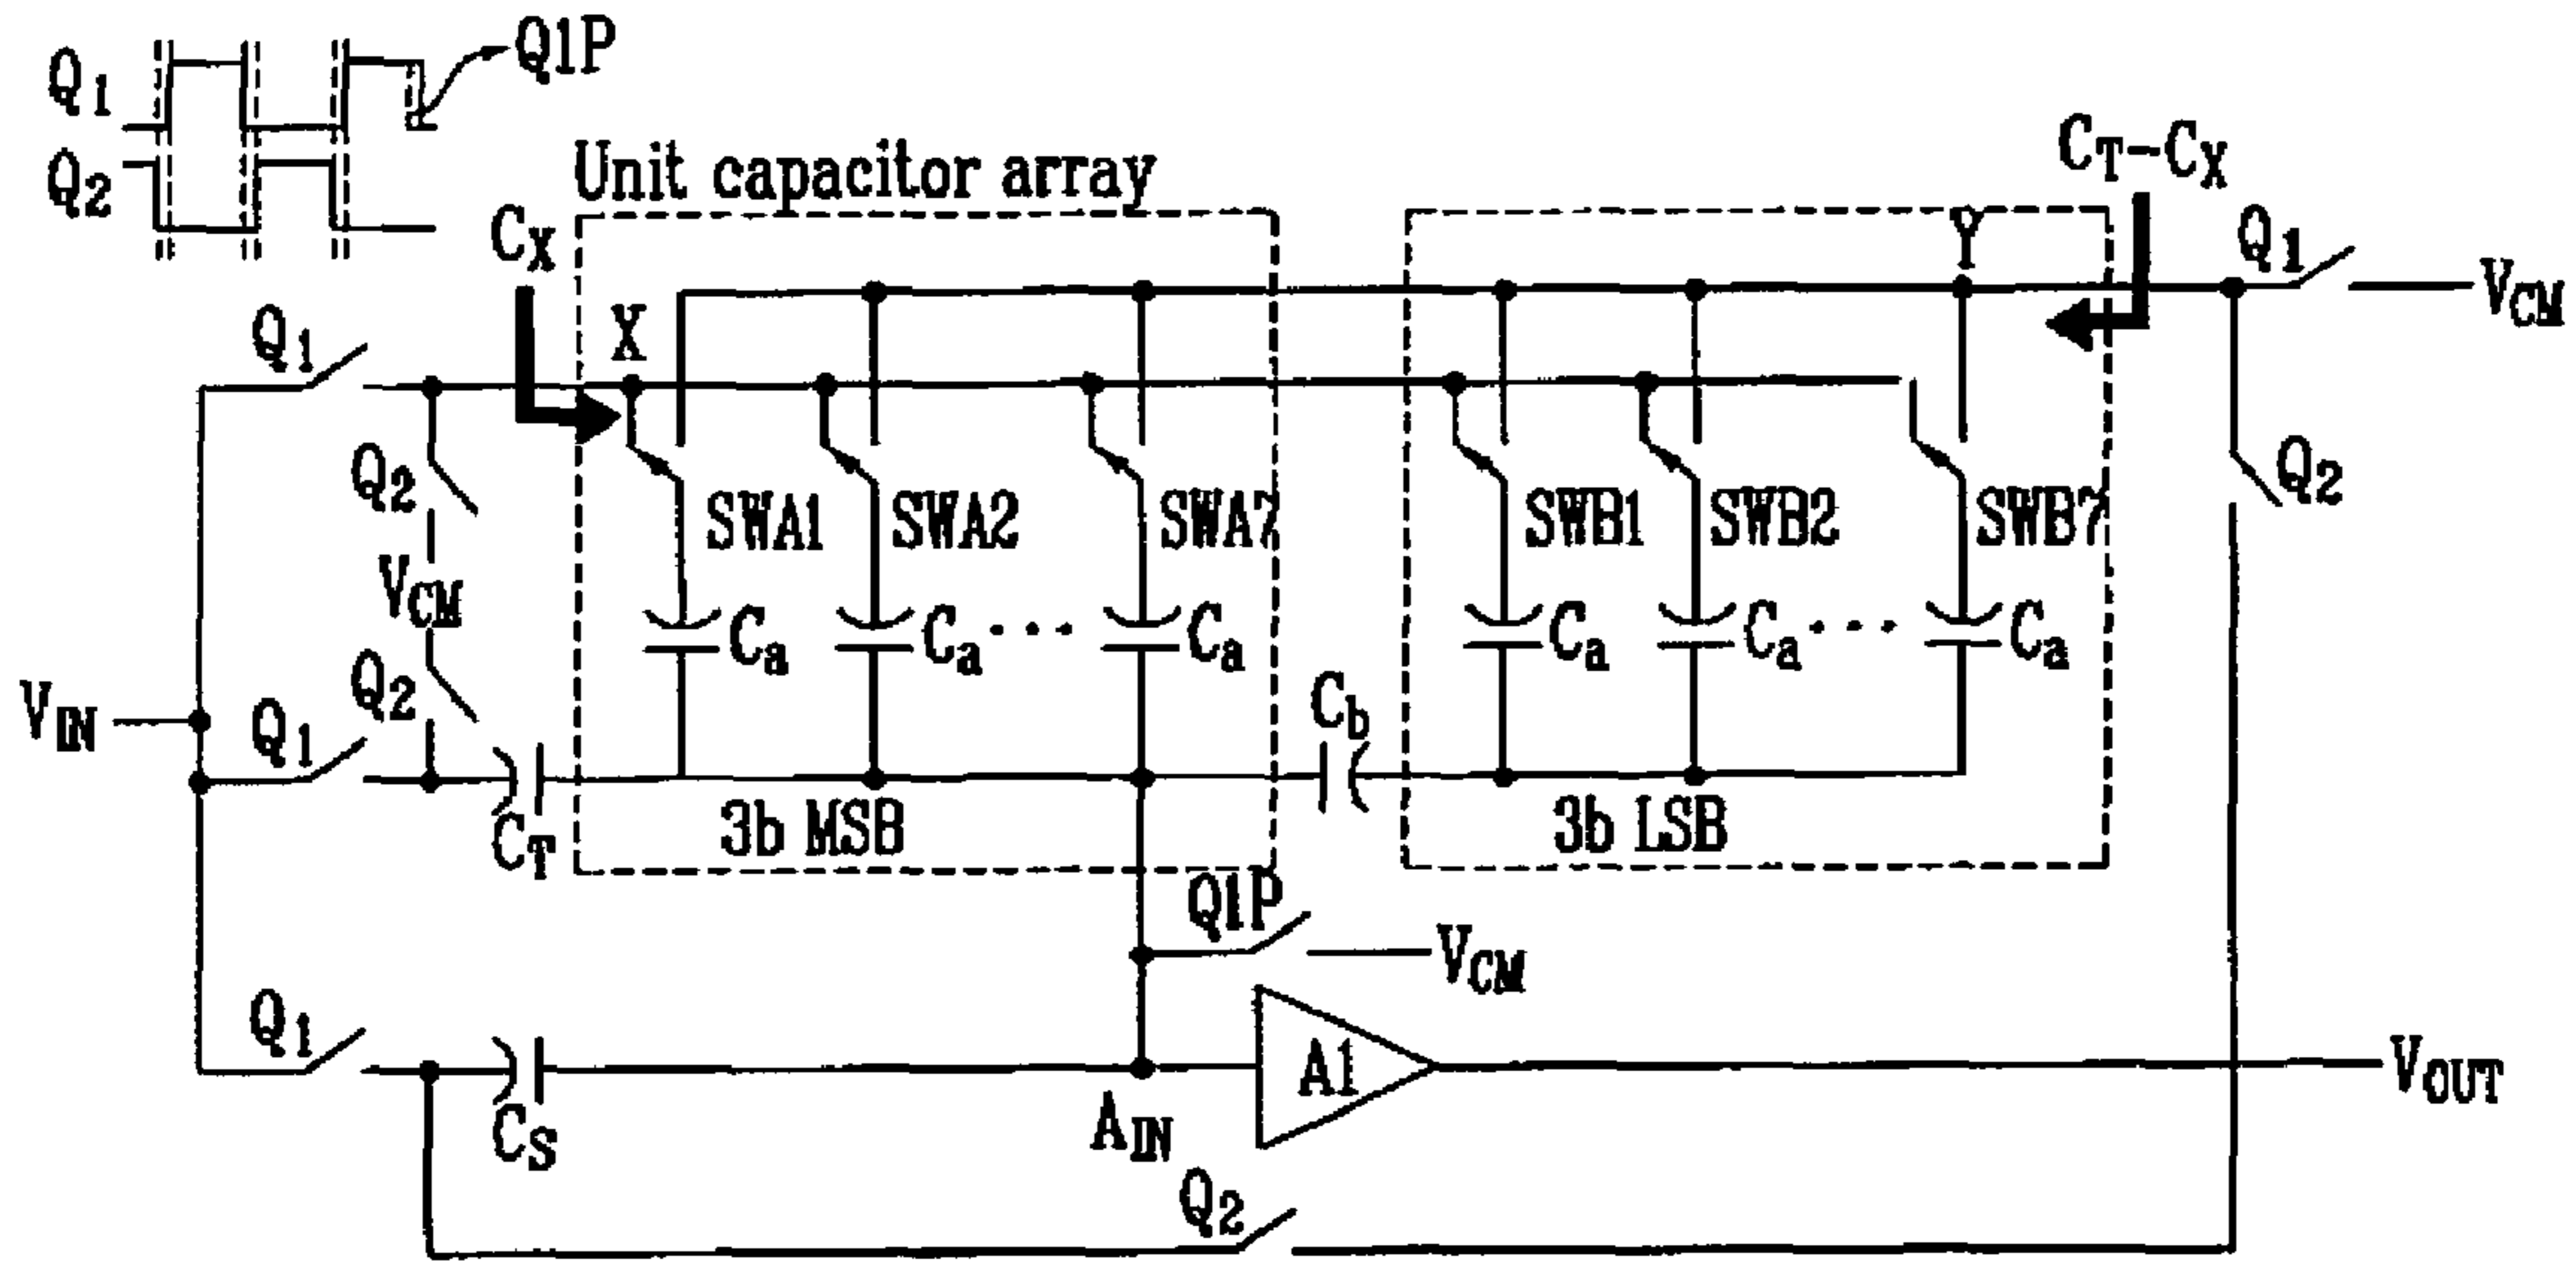 Q1P
Q1
Q2
Unit capacitor array
CT-CX
CX
Y
Q1
VCM
X
Q1
Q2
Q2
SWA1
SWA2
SWA7
SWB1
SWB2
SWB7
VCM
Ca
Ca ···
Ca
Ca
Ca ···
Ca
Q2
VIN
Q1
Cb
CT
3b MSB
3b LSB
Q1P
VCM
Q1
A1
VOUT
CS
AIN
Q2